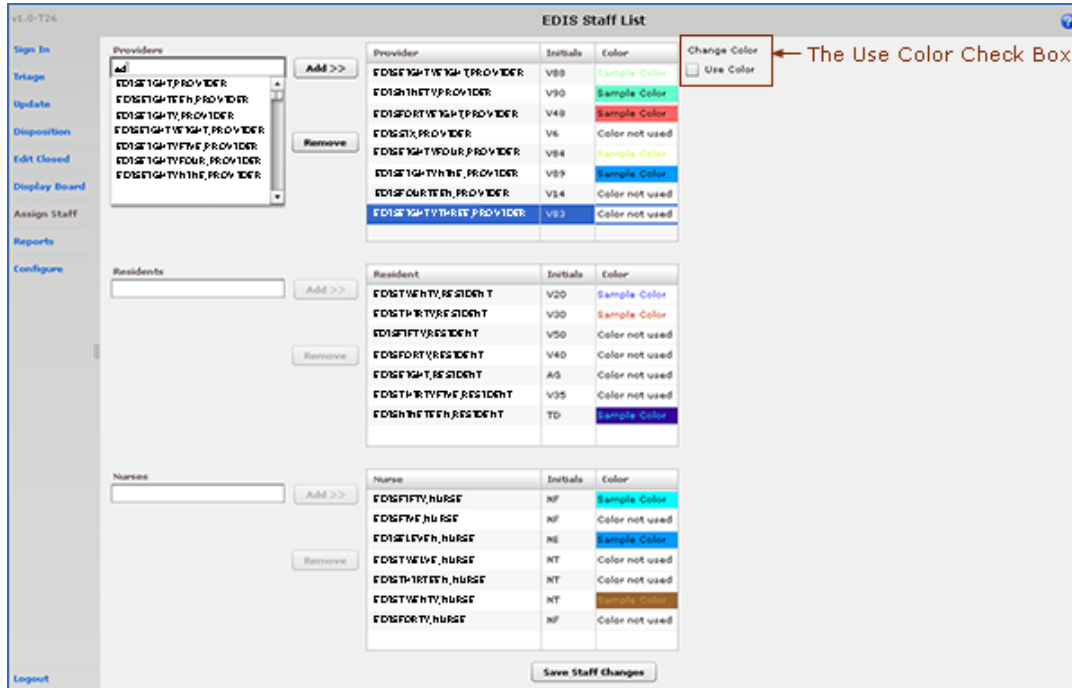 v1.0-T26
EDIS Staff List
Sign In
Triage
Update
Disposition
Edit Closed
Display Board
Assign Staff
Reports
Configure
Logout
Providers
ed
Add >>
Remove
EDISEIGHT,PROVIDER
EDISEIGHTEEN,PROVIDER
EDISEIGHTY,PROVIDER
EDISEIGHTYEIGHT,PROVIDER
EDISEIGHTYFIVE,PROVIDER
EDISEIGHTYFOUR,PROVIDER
EDISEIGHTYNINE,PROVIDER
Provider Initials Color
EDISEIGHTYEIGHT,PROVIDER V88 Sample Color
EDISNINETY,PROVIDER V90 Sample Color
EDISFORTYEIGHT,PROVIDER V48 Sample Color
EDISSIX,PROVIDER V6 Color not used
EDISEIGHTYFOUR,PROVIDER V84 Sample Color
EDISEIGHTYNINE,PROVIDER V89 Sample Color
EDISFOURTEEN,PROVIDER V14 Color not used
EDISEIGHTYTHREE,PROVIDER V83 Color not used
Change Color
Use Color
The Use Color Check Box
Residents
Add >>
Remove
Resident Initials Color
EDISTWENTY,RESIDENT V20 Sample Color
EDISTHIRTY,RESIDENT V30 Sample Color
EDISFIFTY,RESIDENT V50 Color not used
EDISFORTY,RESIDENT V40 Color not used
EDISEIGHT,RESIDENT AG Color not used
EDISTHIRTYFIVE,RESIDENT V35 Color not used
EDISNINETEEN,RESIDENT TD Sample Color
Nurses
Add >>
Remove
Nurse Initials Color
EDISFIFTY,NURSE NF Sample Color
EDISFIVE,NURSE NF Color not used
EDISELEVEN,NURSE NE Sample Color
EDISTWELVE,NURSE NT Color not used
EDISTHIRTEEN,NURSE NT Color not used
EDISTWENTY,NURSE NT Sample Color
EDISFORTY,NURSE NF Color not used
Save Staff Changes